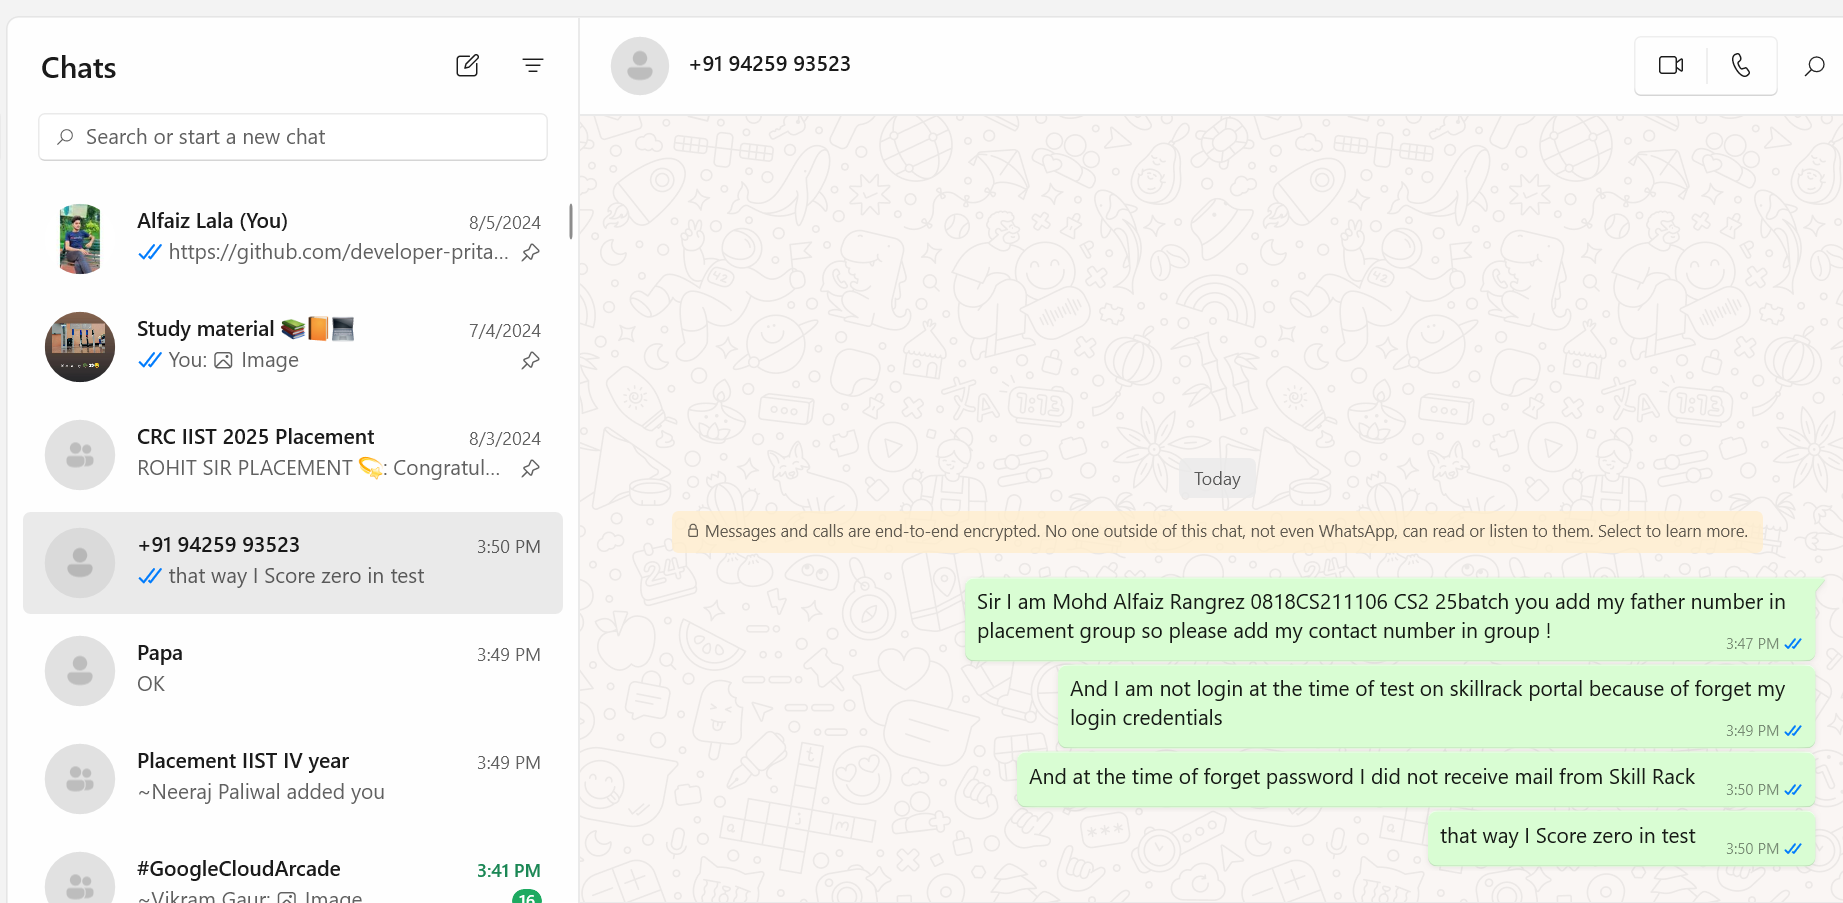 Chats
Search or start a new chat
Alfaiz Lala (You) 8/5/2024
https://github.com/developer-prita...
Study material 📚📙💻 7/4/2024
You: Image
CRC IIST 2025 Placement 8/3/2024
ROHIT SIR PLACEMENT 💫: Congratul...
+91 94259 93523 3:50 PM
that way I Score zero in test
Papa 3:49 PM
OK
Placement IIST IV year 3:49 PM
~Neeraj Paliwal added you
#GoogleCloudArcade 3:41 PM
~Vikram Gaur: Image 16
+91 94259 93523
Today
Messages and calls are end-to-end encrypted. No one outside of this chat, not even WhatsApp, can read or listen to them. Select to learn more.
Sir I am Mohd Alfaiz Rangrez 0818CS211106 CS2 25batch you add my father number in
placement group so please add my contact number in group !
3:47 PM
And I am not login at the time of test on skillrack portal because of forget my
login credentials
3:49 PM
And at the time of forget password I did not receive mail from Skill Rack
3:50 PM
that way I Score zero in test
3:50 PM